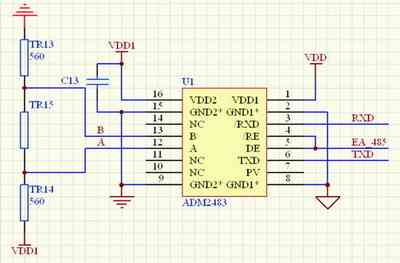 TR13
560
VDD1
VDD
C13
U1
16 VDD2 VDD1 1
15 GND2* GND1* 2
14 NC /RXD 3 RXD
B 13 B /RE 4
A 12 A DE 5 EA_485
11 NC TXD 6 TXD
10 NC PV 7
9 GND2* GND1* 8
ADM2483
TR15
TR14
560
VDD1